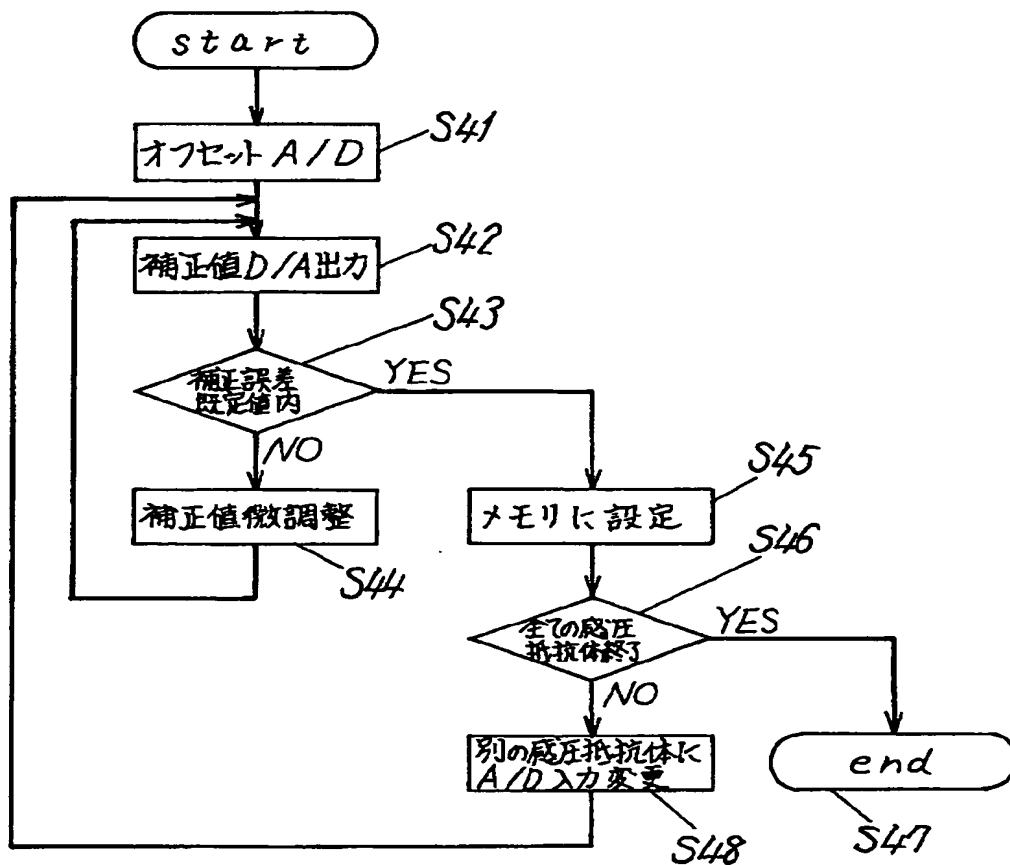 start
S41
オフセットA/D
S42
補正値D/A出力
S43
補正誤差
既定値内
YES
NO
補正値微調整
S44
S45
メモリに設定
S46
全ての感圧
抵抗体終了
YES
NO
別の感圧抵抗体に
A/D入力変更
S48
end
S47